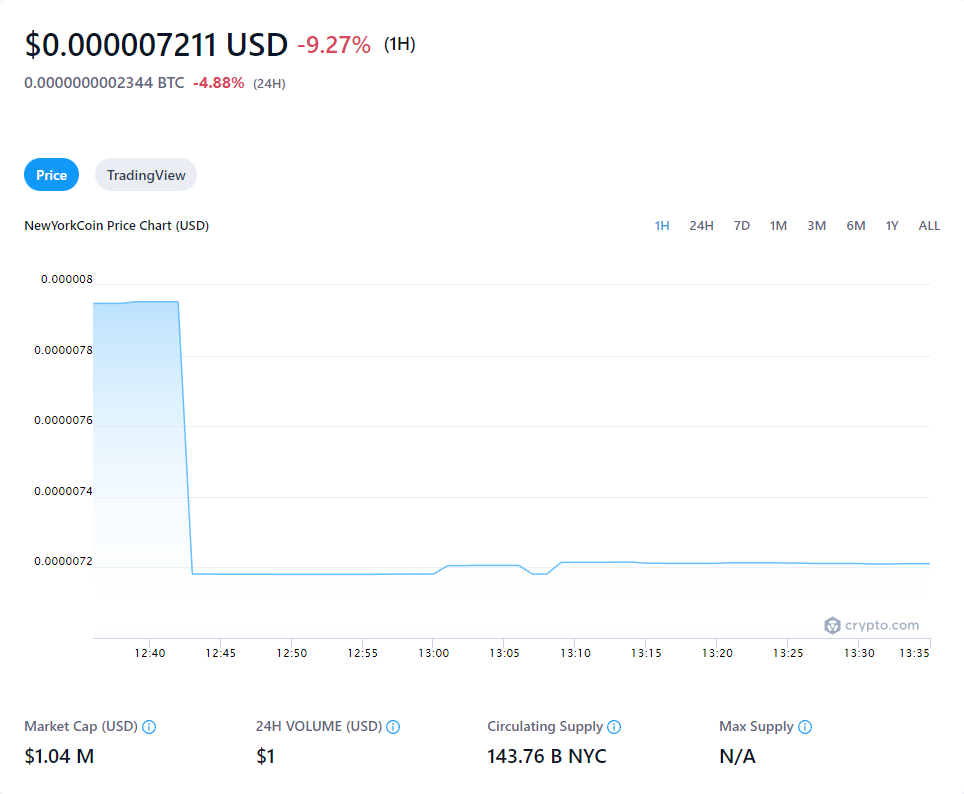 $0.000007211 USD -9.27% (1H)
0.0000000002344 BTC -4.88% (24H)
Price TradingView
NewYorkCoin Price Chart (USD) 1H 24H 7D 1M 3M 6M 1Y ALL
0.000008
0.0000078
0.0000076
0.0000074
0.0000072
crypto.com
12:40 12:45 12:50 12:55 13:00 13:05 13:10 13:15 13:20 13:25 13:30 13:35
Market Cap (USD) 24H VOLUME (USD) Circulating Supply Max Supply
$1.04 M $1 143.76 B NYC N/A